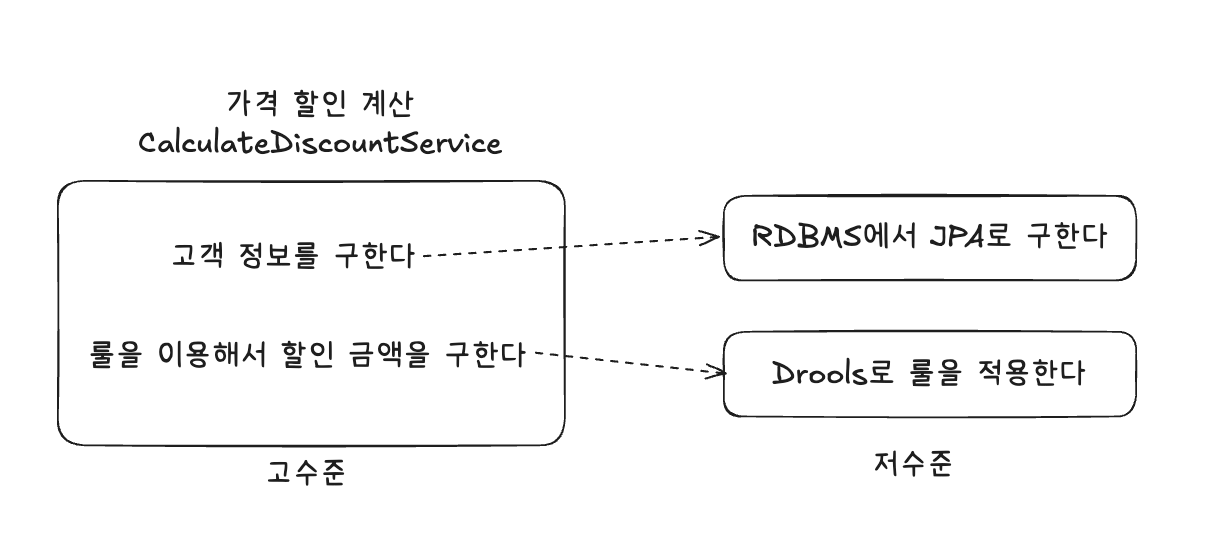 가격 할인 계산
CalculateDiscountService
고객 정보를 구한다
RDBMS에서 JPA로 구한다
룰을 이용해서 할인 금액을 구한다
Drools로 룰을 적용한다
고수준
저수준